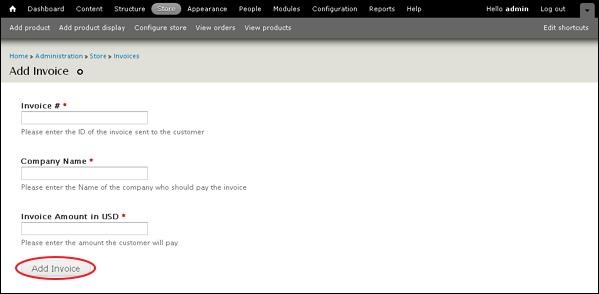 Dashboard Content Structure Store Appearance People Modules Configuration Reports Help Hello admin Log out
Add product Add product display Configure store View orders View products Edit shortcuts
Home » Administration » Store » Invoices
Add Invoice
Invoice # *
Please enter the ID of the invoice sent to the customer
Company Name *
Please enter the Name of the company who should pay the invoice
Invoice Amount in USD *
Please enter the amount the customer will pay
Add Invoice